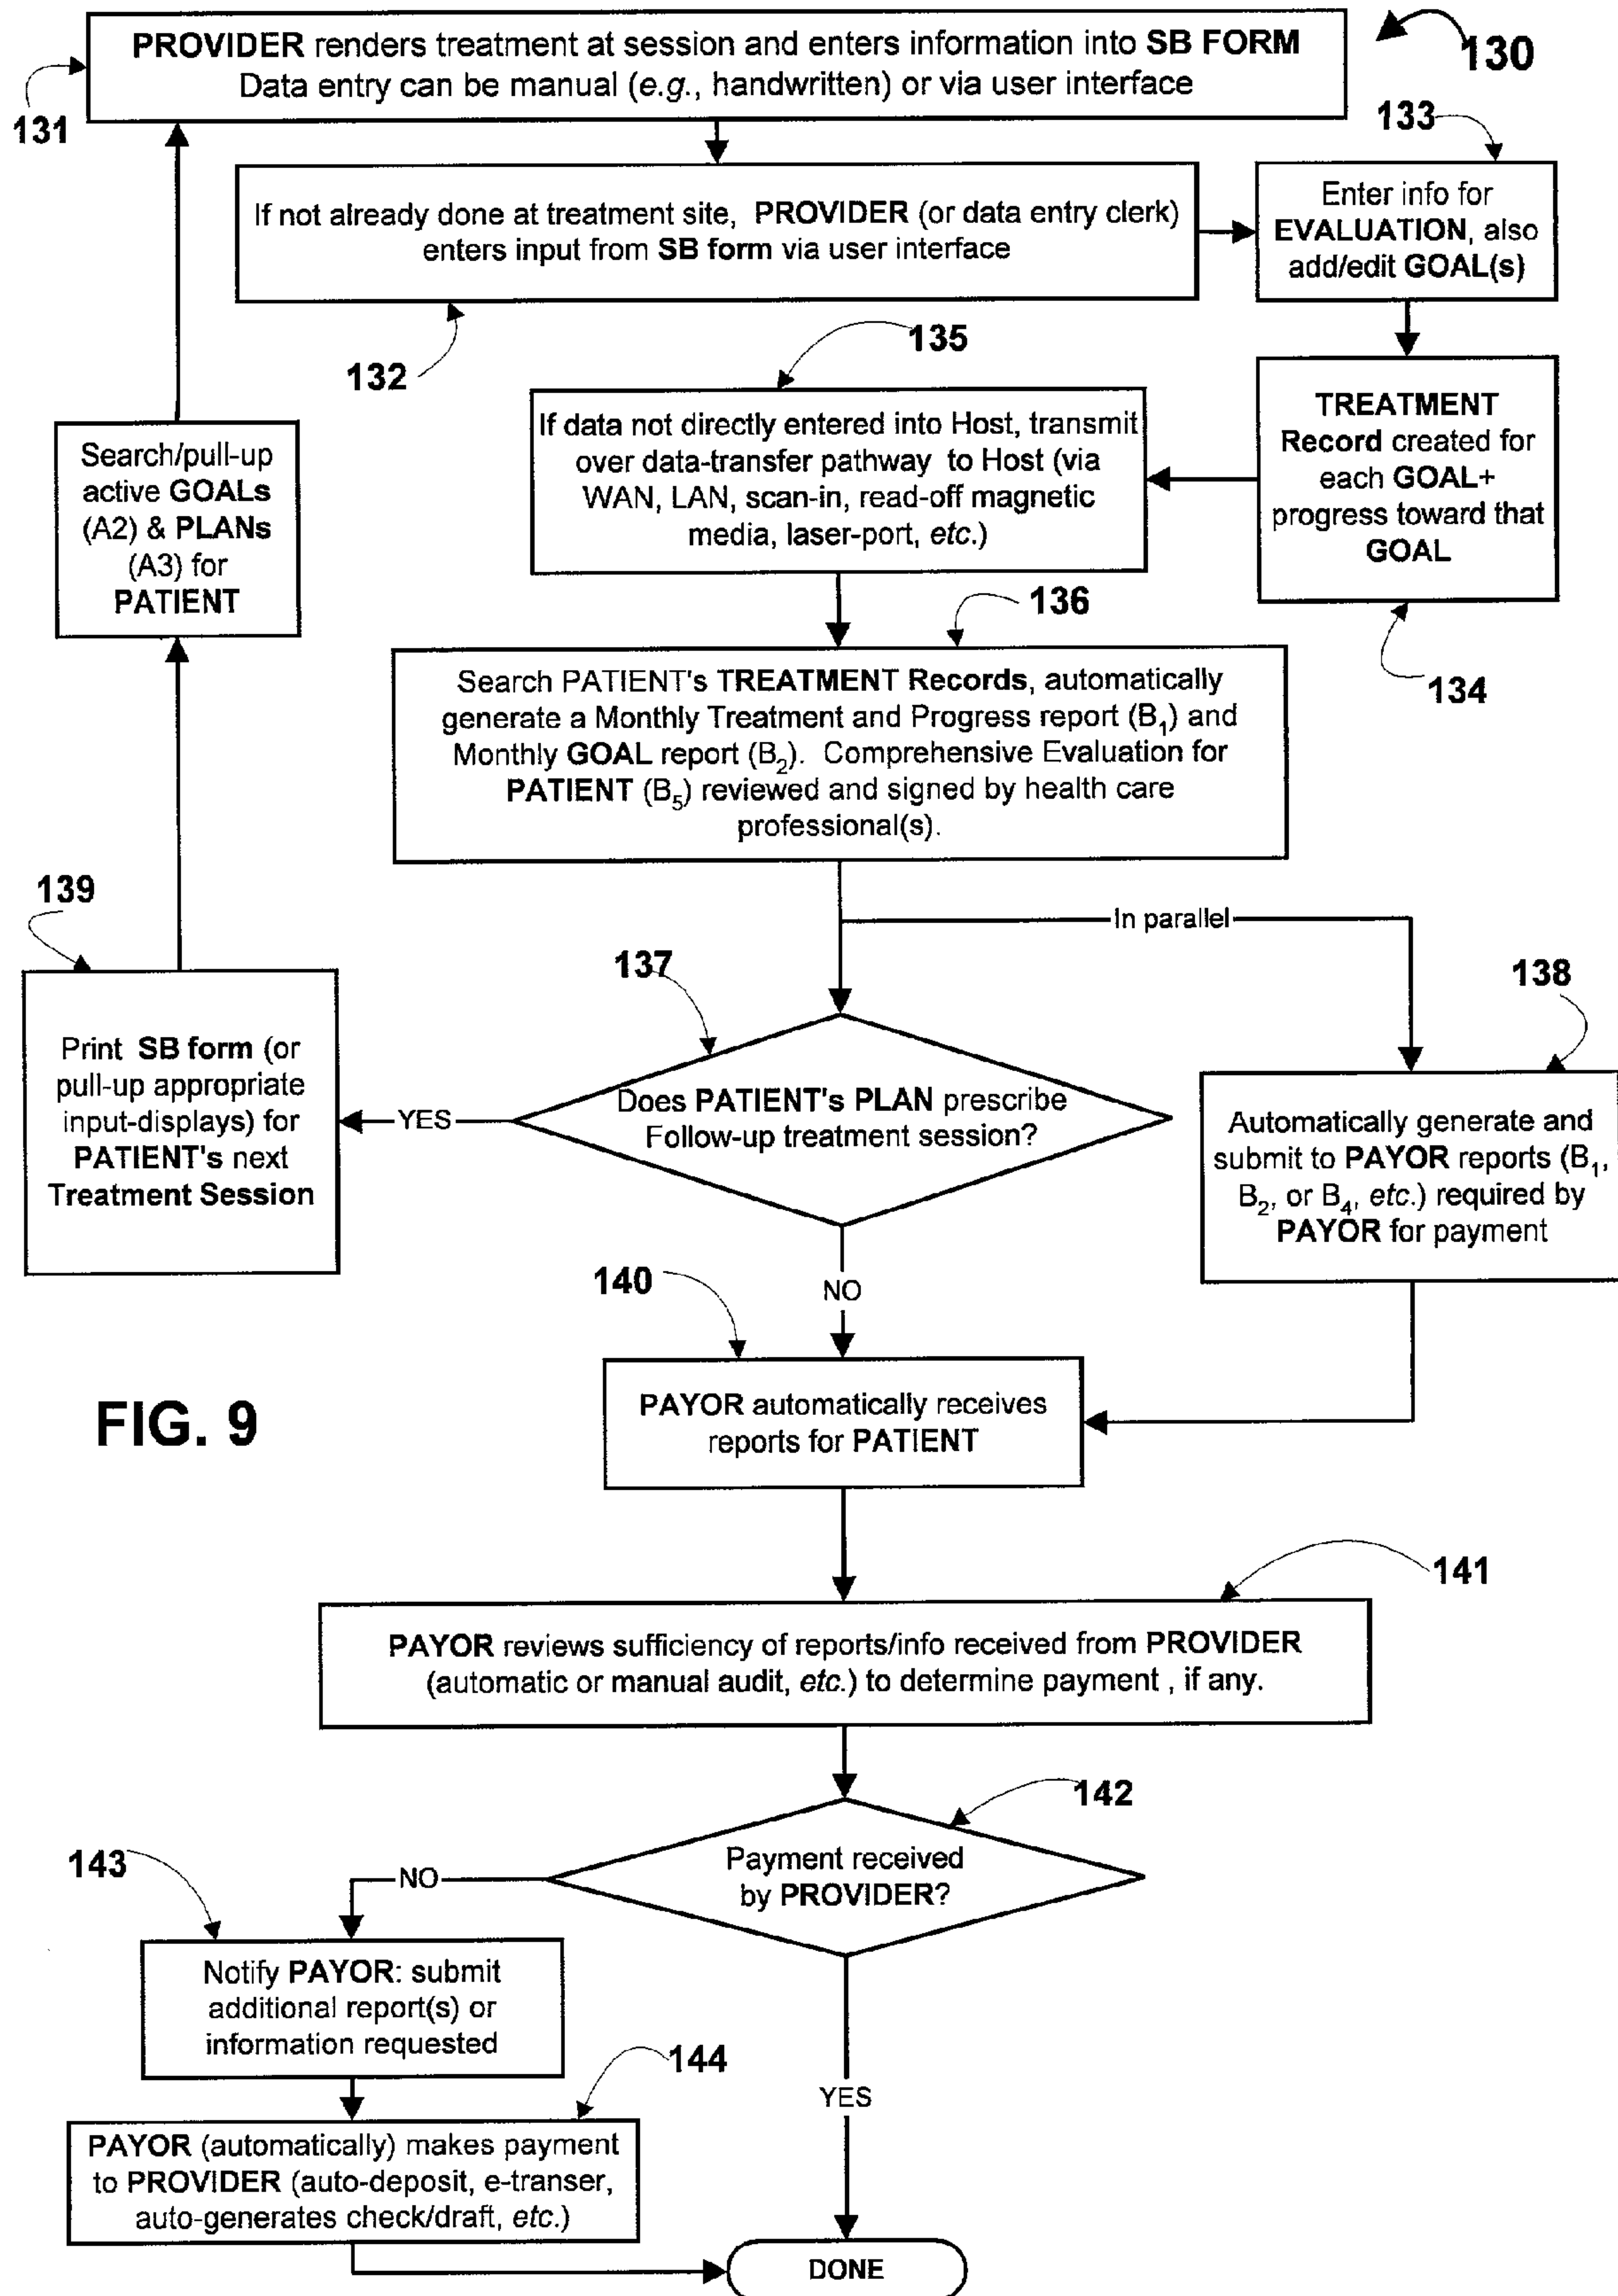 PROVIDER renders treatment at session and enters information into SB FORM
Data entry can be manual (e.g., handwritten) or via user interface
130
131
133
If not already done at treatment site, PROVIDER (or data entry clerk)
enters input from SB form via user interface
132
Enter info for
EVALUATION, also
add/edit GOAL(s)
135
If data not directly entered into Host, transmit
over data-transfer pathway to Host (via
WAN, LAN, scan-in, read-off magnetic
media, laser-port, etc.)
TREATMENT
Record created for
each GOAL+
progress toward that
GOAL
134
Search/pull-up
active GOALs
(A2) & PLANs
(A3) for
PATIENT
136
Search PATIENT's TREATMENT Records, automatically
generate a Monthly Treatment and Progress report (B1) and
Monthly GOAL report (B2). Comprehensive Evaluation for
PATIENT (B5) reviewed and signed by health care
professional(s).
139
In parallel
137
138
Print SB form (or
pull-up appropriate
input-displays) for
PATIENT's next
Treatment Session
YES
Does PATIENT's PLAN prescribe
Follow-up treatment session?
Automatically generate and
submit to PAYOR reports (B1,
B2, or B4, etc.) required by
PAYOR for payment
140
NO
FIG. 9
PAYOR automatically receives
reports for PATIENT
141
PAYOR reviews sufficiency of reports/info received from PROVIDER
(automatic or manual audit, etc.) to determine payment , if any.
142
143
NO
Payment received
by PROVIDER?
Notify PAYOR: submit
additional report(s) or
information requested
144
YES
PAYOR (automatically) makes payment
to PROVIDER (auto-deposit, e-transer,
auto-generates check/draft, etc.)
DONE